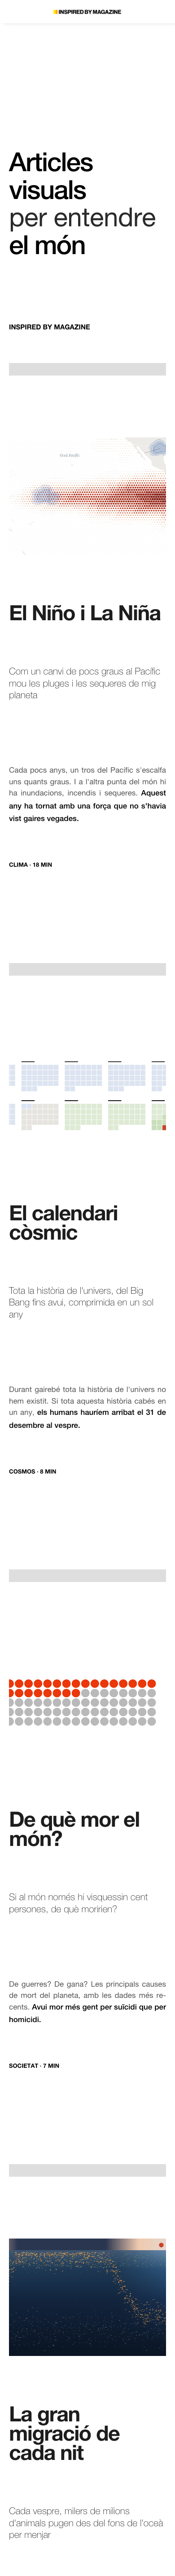 INSPIRED BY MAGAZINE
Articles
visuals
per entendre
el món
INSPIRED BY MAGAZINE
South Pacific
El Niño i La Niña
Com un canvi de pocs graus al Pacífic
mou les pluges i les sequeres de mig
planeta
Cada pocs anys, un tros del Pacífic s'escalfa
uns quants graus. I a l'altra punta del món hi
ha inundacions, incendis i sequeres. Aquest
any ha tornat amb una força que no s'havia
vist gaires vegades.
CLIMA · 18 MIN
El calendari
còsmic
Tota la història de l'univers, del Big
Bang fins avui, comprimida en un sol
any
Durant gairebé tota la història de l'univers no
hem existit. Si tota aquesta història cabés en
un any, els humans hauríem arribat el 31 de
desembre al vespre.
COSMOS · 8 MIN
De què mor el
món?
Si al món només hi visquessin cent
persones, de què moririen?
De guerres? De gana? Les principals causes
de mort del planeta, amb les dades més re-
cents. Avui mor més gent per suïcidi que per
homicidi.
SOCIETAT · 7 MIN
La gran
migració de
cada nit
Cada vespre, milers de milions
d'animals pugen des del fons de l'oceà
per menjar